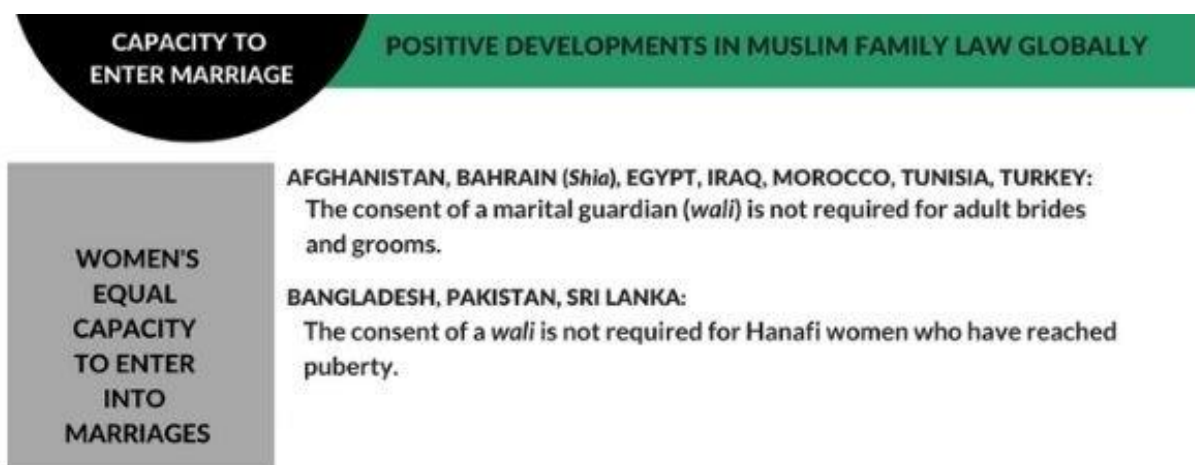 CAPACITY TO
ENTER MARRIAGE
POSITIVE DEVELOPMENTS IN MUSLIM FAMILY LAW GLOBALLY
WOMEN'S
EQUAL
CAPACITY
TO ENTER
INTO
MARRIAGES
AFGHANISTAN, BAHRAIN (Shia), EGYPT, IRAQ, MOROCCO, TUNISIA, TURKEY:
The consent of a marital guardian (wali) is not required for adult brides
and grooms.
BANGLADESH, PAKISTAN, SRI LANKA:
The consent of a wali is not required for Hanafi women who have reached
puberty.